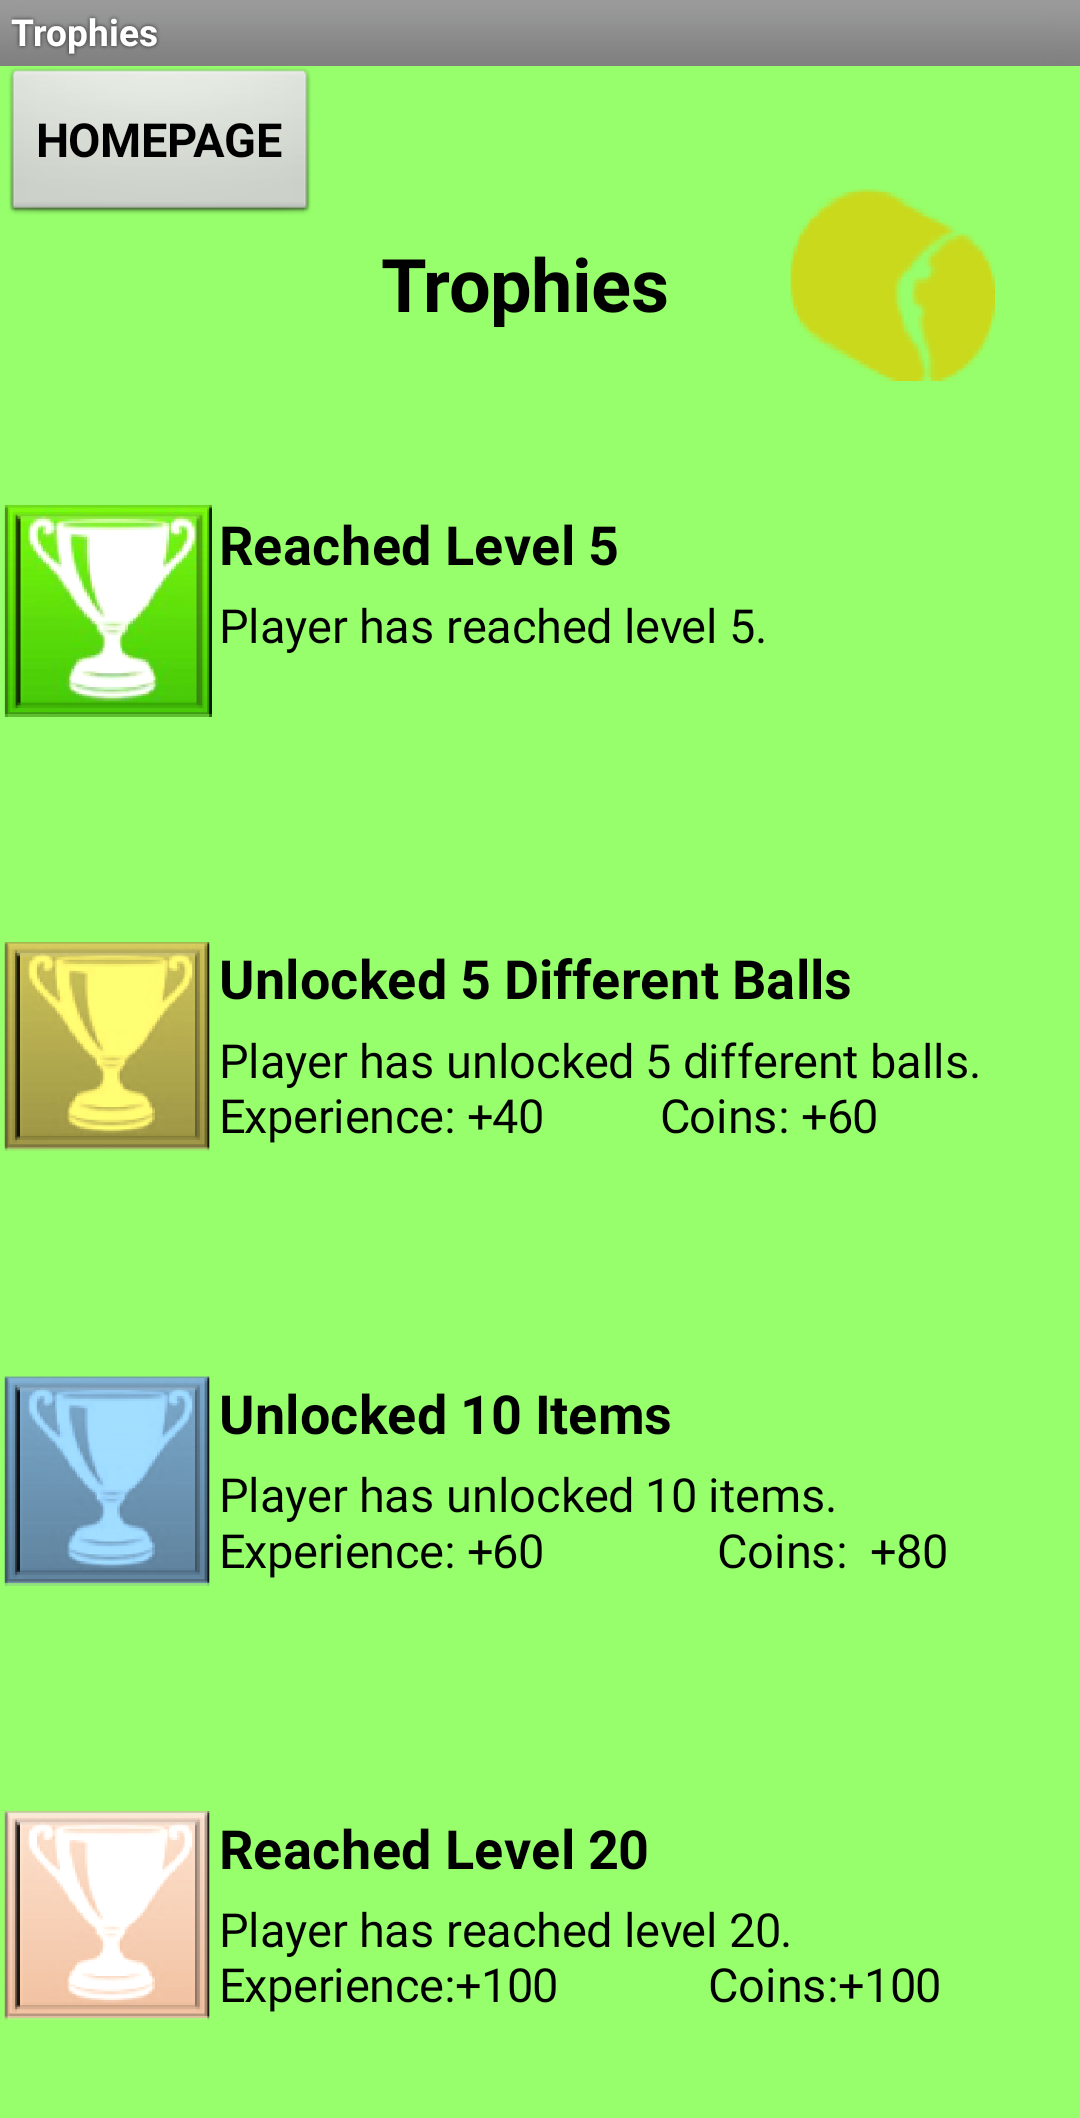 Trophies
HOMEPAGE
Trophies
Reached Level 5
Player has reached level 5.
Unlocked 5 Different Balls
Player has unlocked 5 different balls.
Experience: +40 Coins: +60
Unlocked 10 Items
Player has unlocked 10 items.
Experience: +60 Coins: +80
Reached Level 20
Player has reached level 20.
Experience:+100 Coins:+100